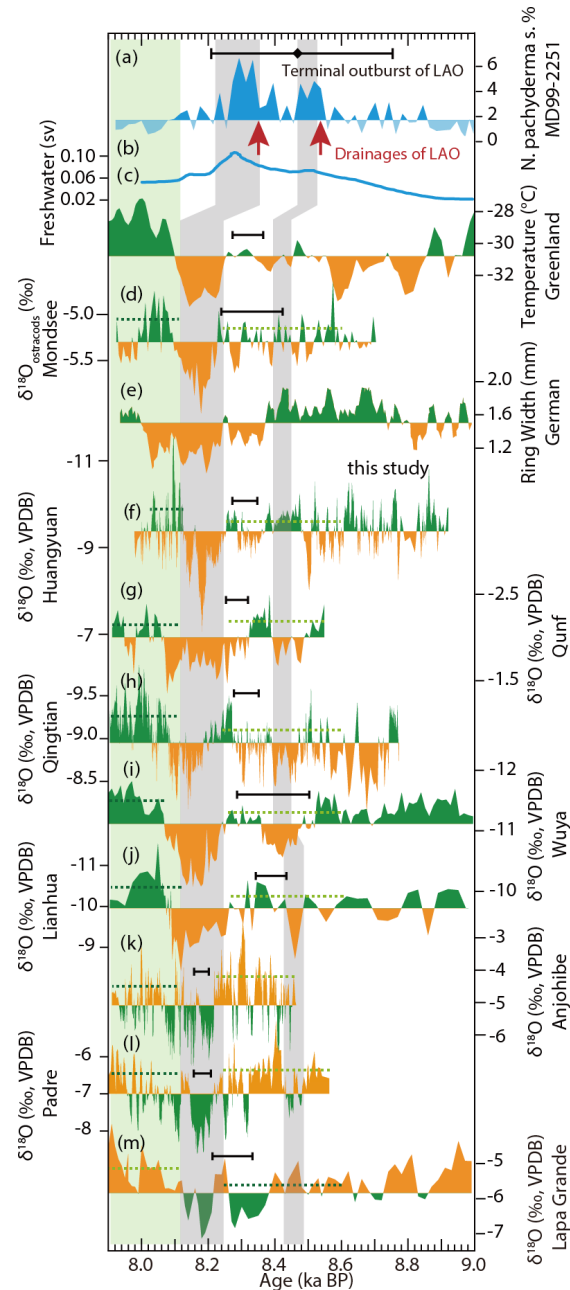 (a)
Terminal outburst of LAO
6
4
2
0
N. pachyderma s. %
MD99-2251
(b)
Drainages of LAO
(c)
0.10
0.06
0.02
Freshwater (sv)
-28
-30
-32
Temperature (°C)
Greenland
(d)
-5.0
-5.5
δ18Oostracods (‰)
Mondsee
(e)
2.0
1.6
1.2
Ring Width (mm)
German
this study
(f)
-11
-9
-7
δ18O (‰, VPDB)
Huangyuan
(g)
-2.5
-1.5
δ18O (‰, VPDB)
Qunf
(h)
-9.5
-9.0
-8.5
δ18O (‰, VPDB)
Qingtian
(i)
-12
-11
-10
δ18O (‰, VPDB)
Wuya
(j)
-11
-10
-9
δ18O (‰, VPDB)
Lianhua
(k)
-3
-4
-5
-6
δ18O (‰, VPDB)
Anjohibe
(l)
-6
-7
-8
δ18O (‰, VPDB)
Padre
(m)
-5
-6
-7
δ18O (‰, VPDB)
Lapa Grande
8.0 8.2 8.4 8.6 8.8 9.0
Age (ka BP)